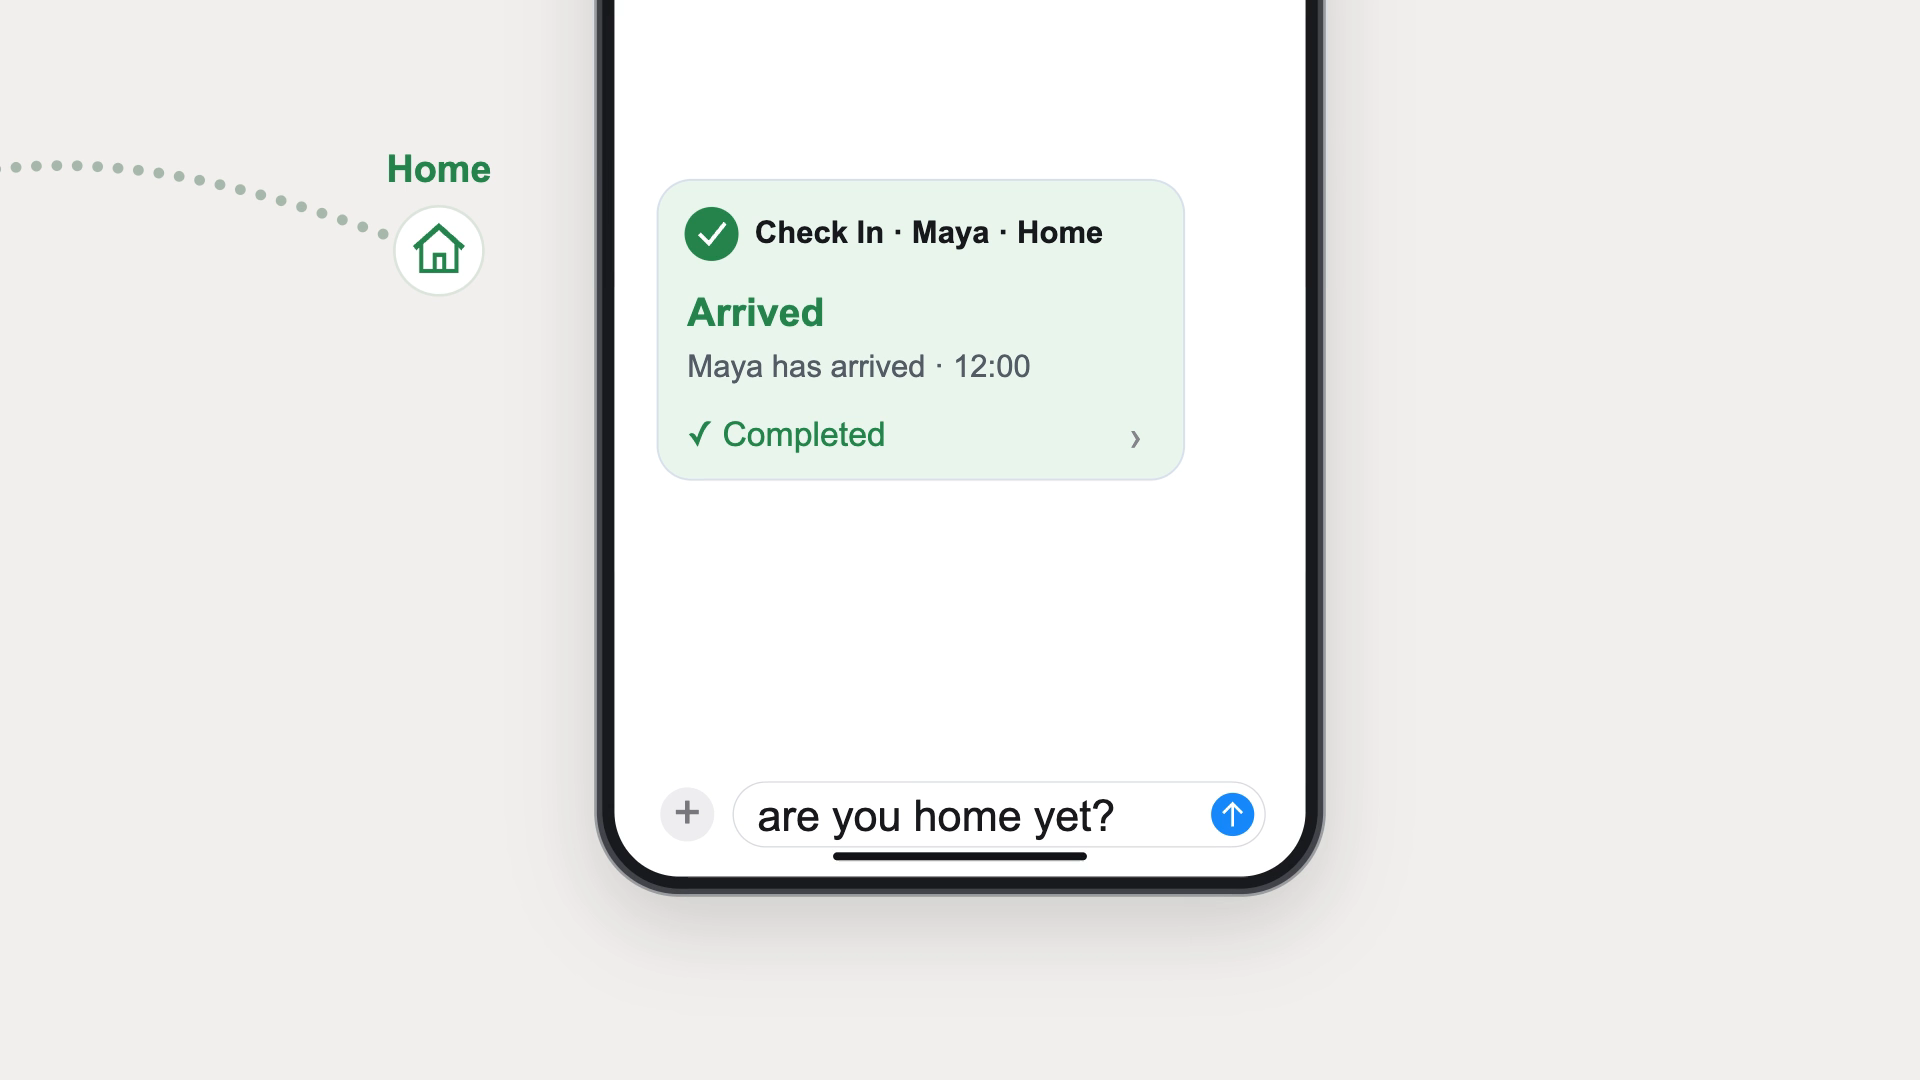 Home
Check In · Maya · Home
Arrived
Maya has arrived · 12:00
✓ Completed
are you home yet?